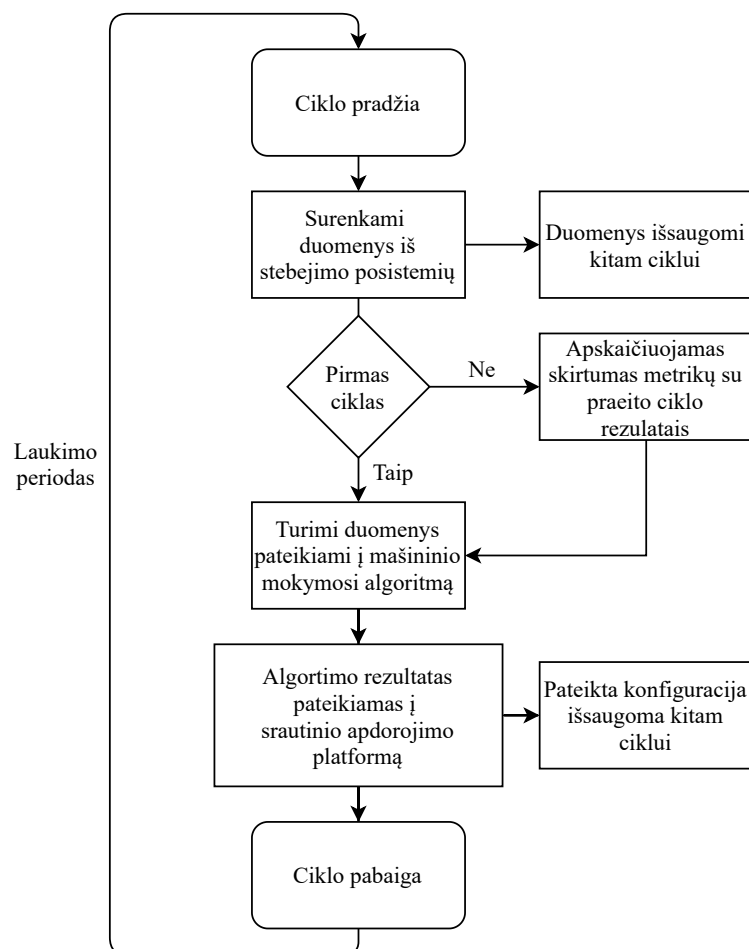 Ciklo pradžia
Surenkami
duomenys iš
stebejimo posistemių
Duomenys išsaugomi
kitam ciklui
Pirmas
ciklas
Ne
Apskaičiuojamas
skirtumas metrikų su
praeito ciklo
rezulatais
Laukimo
periodas
Taip
Turimi duomenys
pateikiami į mašininio
mokymosi algoritmą
Algortimo rezultatas
pateikiamas į
srautinio apdorojimo
platformą
Pateikta konfiguracija
išsaugoma kitam
ciklui
Ciklo pabaiga